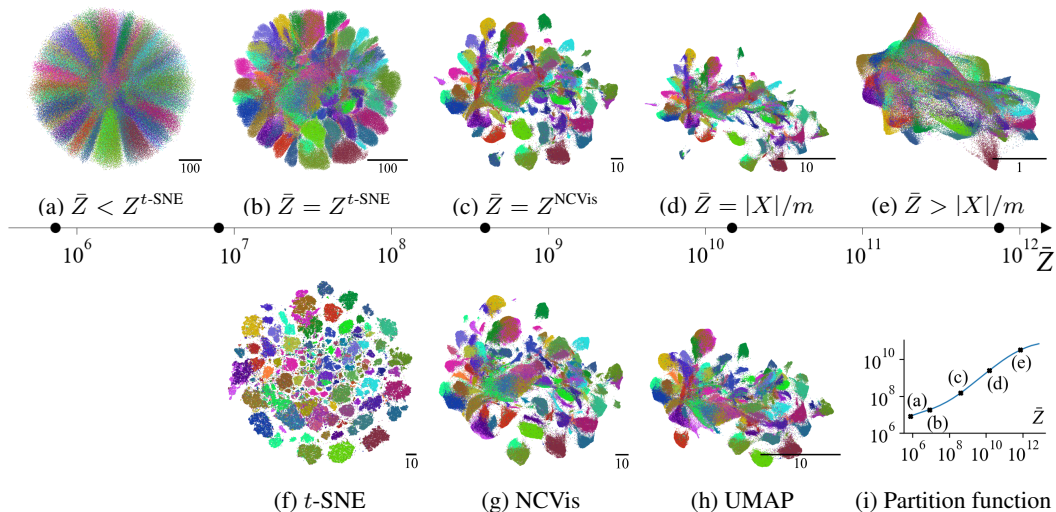 100
100
10
10
1
(a) Z̄ < Z^{t-SNE}
(b) Z̄ = Z^{t-SNE}
(c) Z̄ = Z^{NCVis}
(d) Z̄ = |X|/m
(e) Z̄ > |X|/m
10^6
10^7
10^8
10^9
10^{10}
10^{11}
10^{12}
Z̄
10
10
10
10^{10}
10^8
10^6
(a)
(b)
(c)
(d)
(e)
Z̄
10^6 10^8 10^{10} 10^{12}
(f) t-SNE
(g) NCVis
(h) UMAP
(i) Partition function